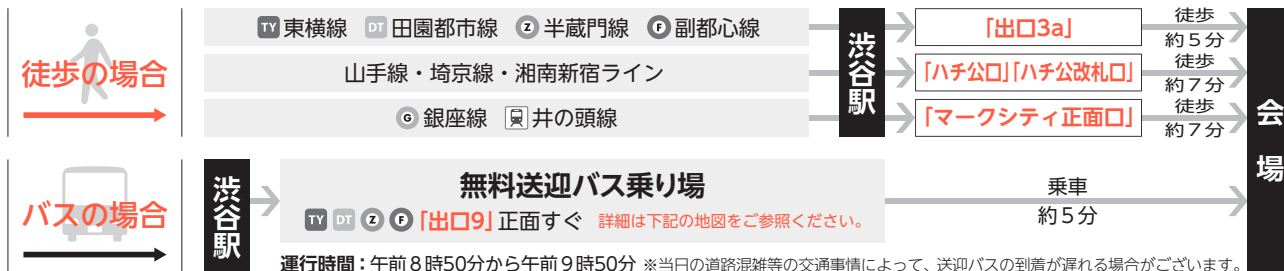 徒歩の場合
TY 東横線 DT 田園都市線 Z 半蔵門線 F 副都心線
山手線・埼京線・湘南新宿ライン
G 銀座線 井の頭線
渋谷駅
「出口3a」
徒歩
約5分
「ハチ公口」「ハチ公改札口」
徒歩
約7分
「マークシティ正面口」
徒歩
約7分
会場
バスの場合
渋谷駅
無料送迎バス乗り場
TY DT Z F 「出口9」正面すぐ 詳細は下記の地図をご参照ください。
乗車
約5分
運行時間:午前8時50分から午前9時50分 ※当日の道路混雑等の交通事情によって、送迎バスの到着が遅れる場合がございます。